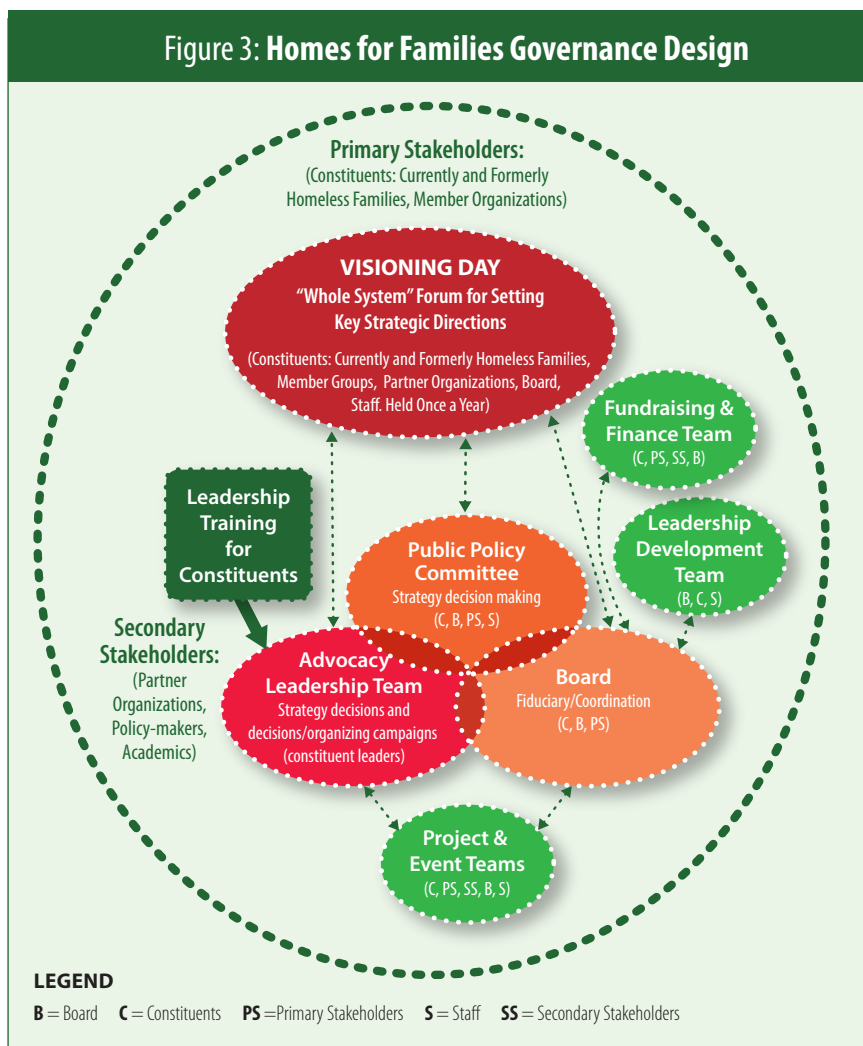 Figure 3: Homes for Families Governance Design
Primary Stakeholders:
(Constituents: Currently and Formerly
Homeless Families, Member Organizations)
VISIONING DAY
“Whole System” Forum for Setting
Key Strategic Directions
(Constituents: Currently and Formerly Homeless Families,
Member Groups, Partner Organizations, Board,
Staff. Held Once a Year)
Fundraising &
Finance Team
(C, PS, SS, B)
Leadership
Training
for
Constituents
Leadership
Development
Team
(B, C, S)
Public Policy
Committee
Strategy decision making
(C, B, PS, S)
Secondary
Stakeholders:
(Partner
Organizations,
Policy-makers,
Academics)
Advocacy
Leadership Team
Strategy decisions and
decisions/organizing campaigns
(constituent leaders)
Board
Fiduciary/Coordination
(C, B, PS)
Project &
Event Teams
(C, PS, SS, B, S)
LEGEND
B = Board C = Constituents PS =Primary Stakeholders S = Staff SS = Secondary Stakeholders